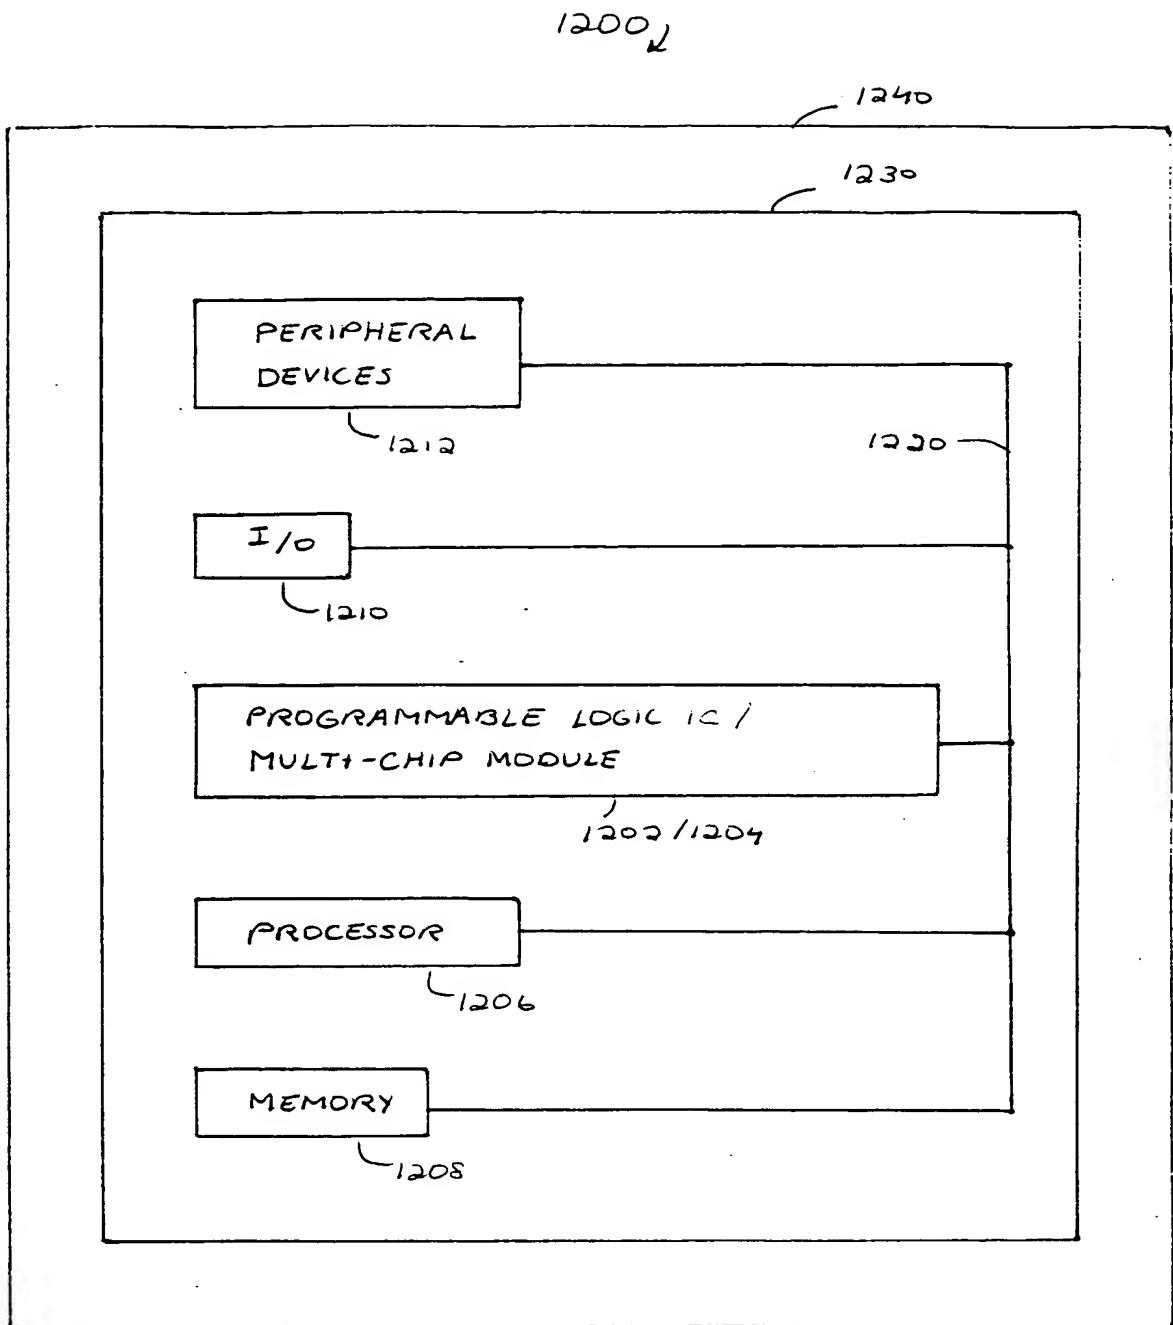 1200
1240
1230
PERIPHERAL
DEVICES
1212
1220
I/O
1210
PROGRAMMABLE LOGIC IC /
MULTI-CHIP MODULE
1202/1204
PROCESSOR
1206
MEMORY
1208